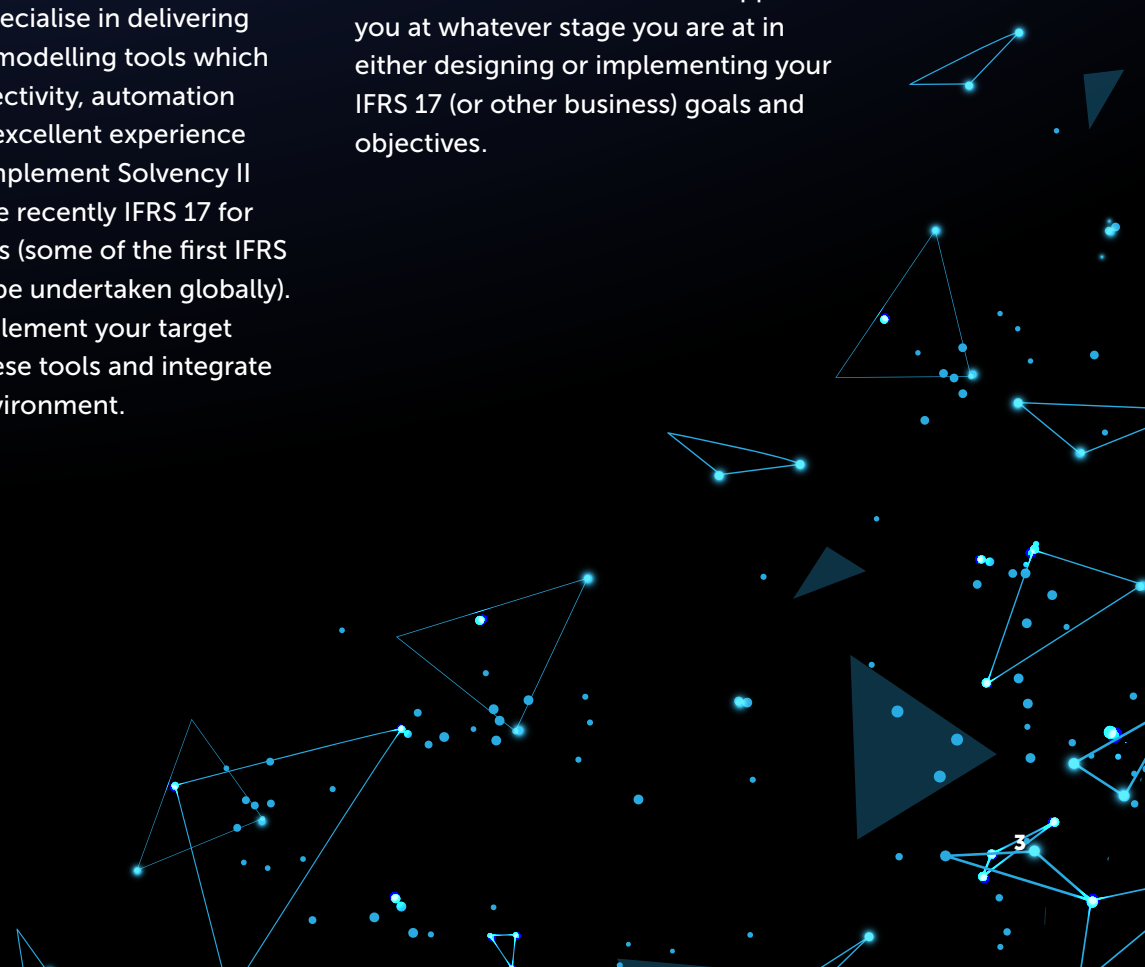 ecialise in delivering
modelling tools which
ectivity, automation
excellent experience
mplement Solvency II
e recently IFRS 17 for
s (some of the first IFRS
be undertaken globally).
lement your target
ese tools and integrate
vironment.
you at whatever stage you are at in
either designing or implementing your
IFRS 17 (or other business) goals and
objectives.
3